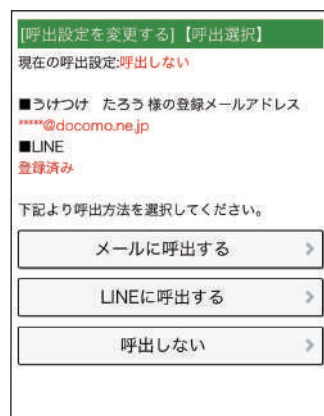 [呼出設定を変更する]【呼出選択】
現在の呼出設定:呼出しない
■うけつけ　たろう 様の登録メールアドレス
*****@docomo.ne.jp
■LINE
登録済み
下記より呼出方法を選択してください。
メールに呼出する
LINEに呼出する
呼出しない